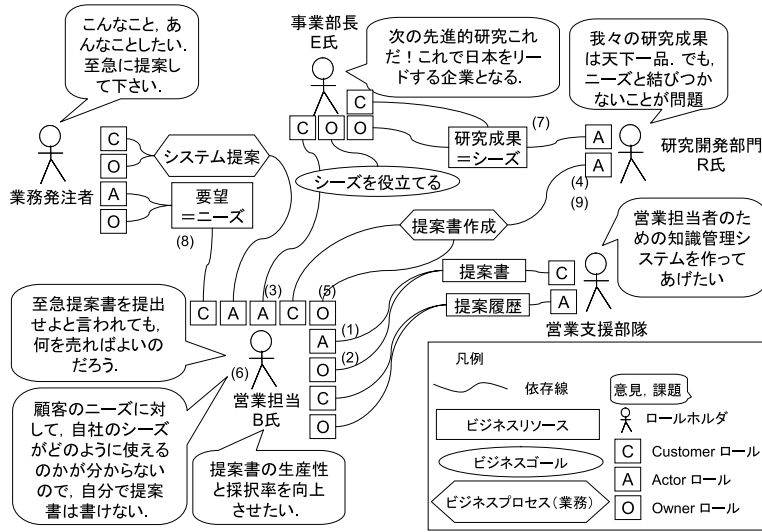 こんなこと，あ
んなことしたい．
至急に提案し
て下さい．
業務発注者
C
O
A
O
システム提案
要望
＝ニーズ
(8)
事業部長
E氏
C
C
O
O
次の先進的研究これ
だ！これで日本をリー
ドする企業となる．
シーズを役立てる
研究成果
＝シーズ
(7)
我々の研究成果
は天下一品．でも，
ニーズと結びつか
ないことが問題
A
A
研究開発部門
R氏
(4)
(9)
提案書作成
提案書
提案履歴
C
A
営業担当者のた
めの知識管理シ
ステムを作って
あげたい
営業支援部隊
(3)
(5)
C
A
A
C
O
A
O
C
O
(1)
(2)
(6)
営業担当
B氏
至急提案書を提出
せよと言われても，
何を売ればよいの
だろう．
顧客のニーズに対
して，自社のシーズ
がどのように使える
のかが分からない
ので，自分で提案
書は書けない．
提案書の生産性
と採択率を向上
させたい．
凡例
依存線
意見，課題
ビジネスリソース
ロールホルダ
ビジネスゴール
C
Customer ロール
A
Actor ロール
ビジネスプロセス（業務）
O
Owner ロール